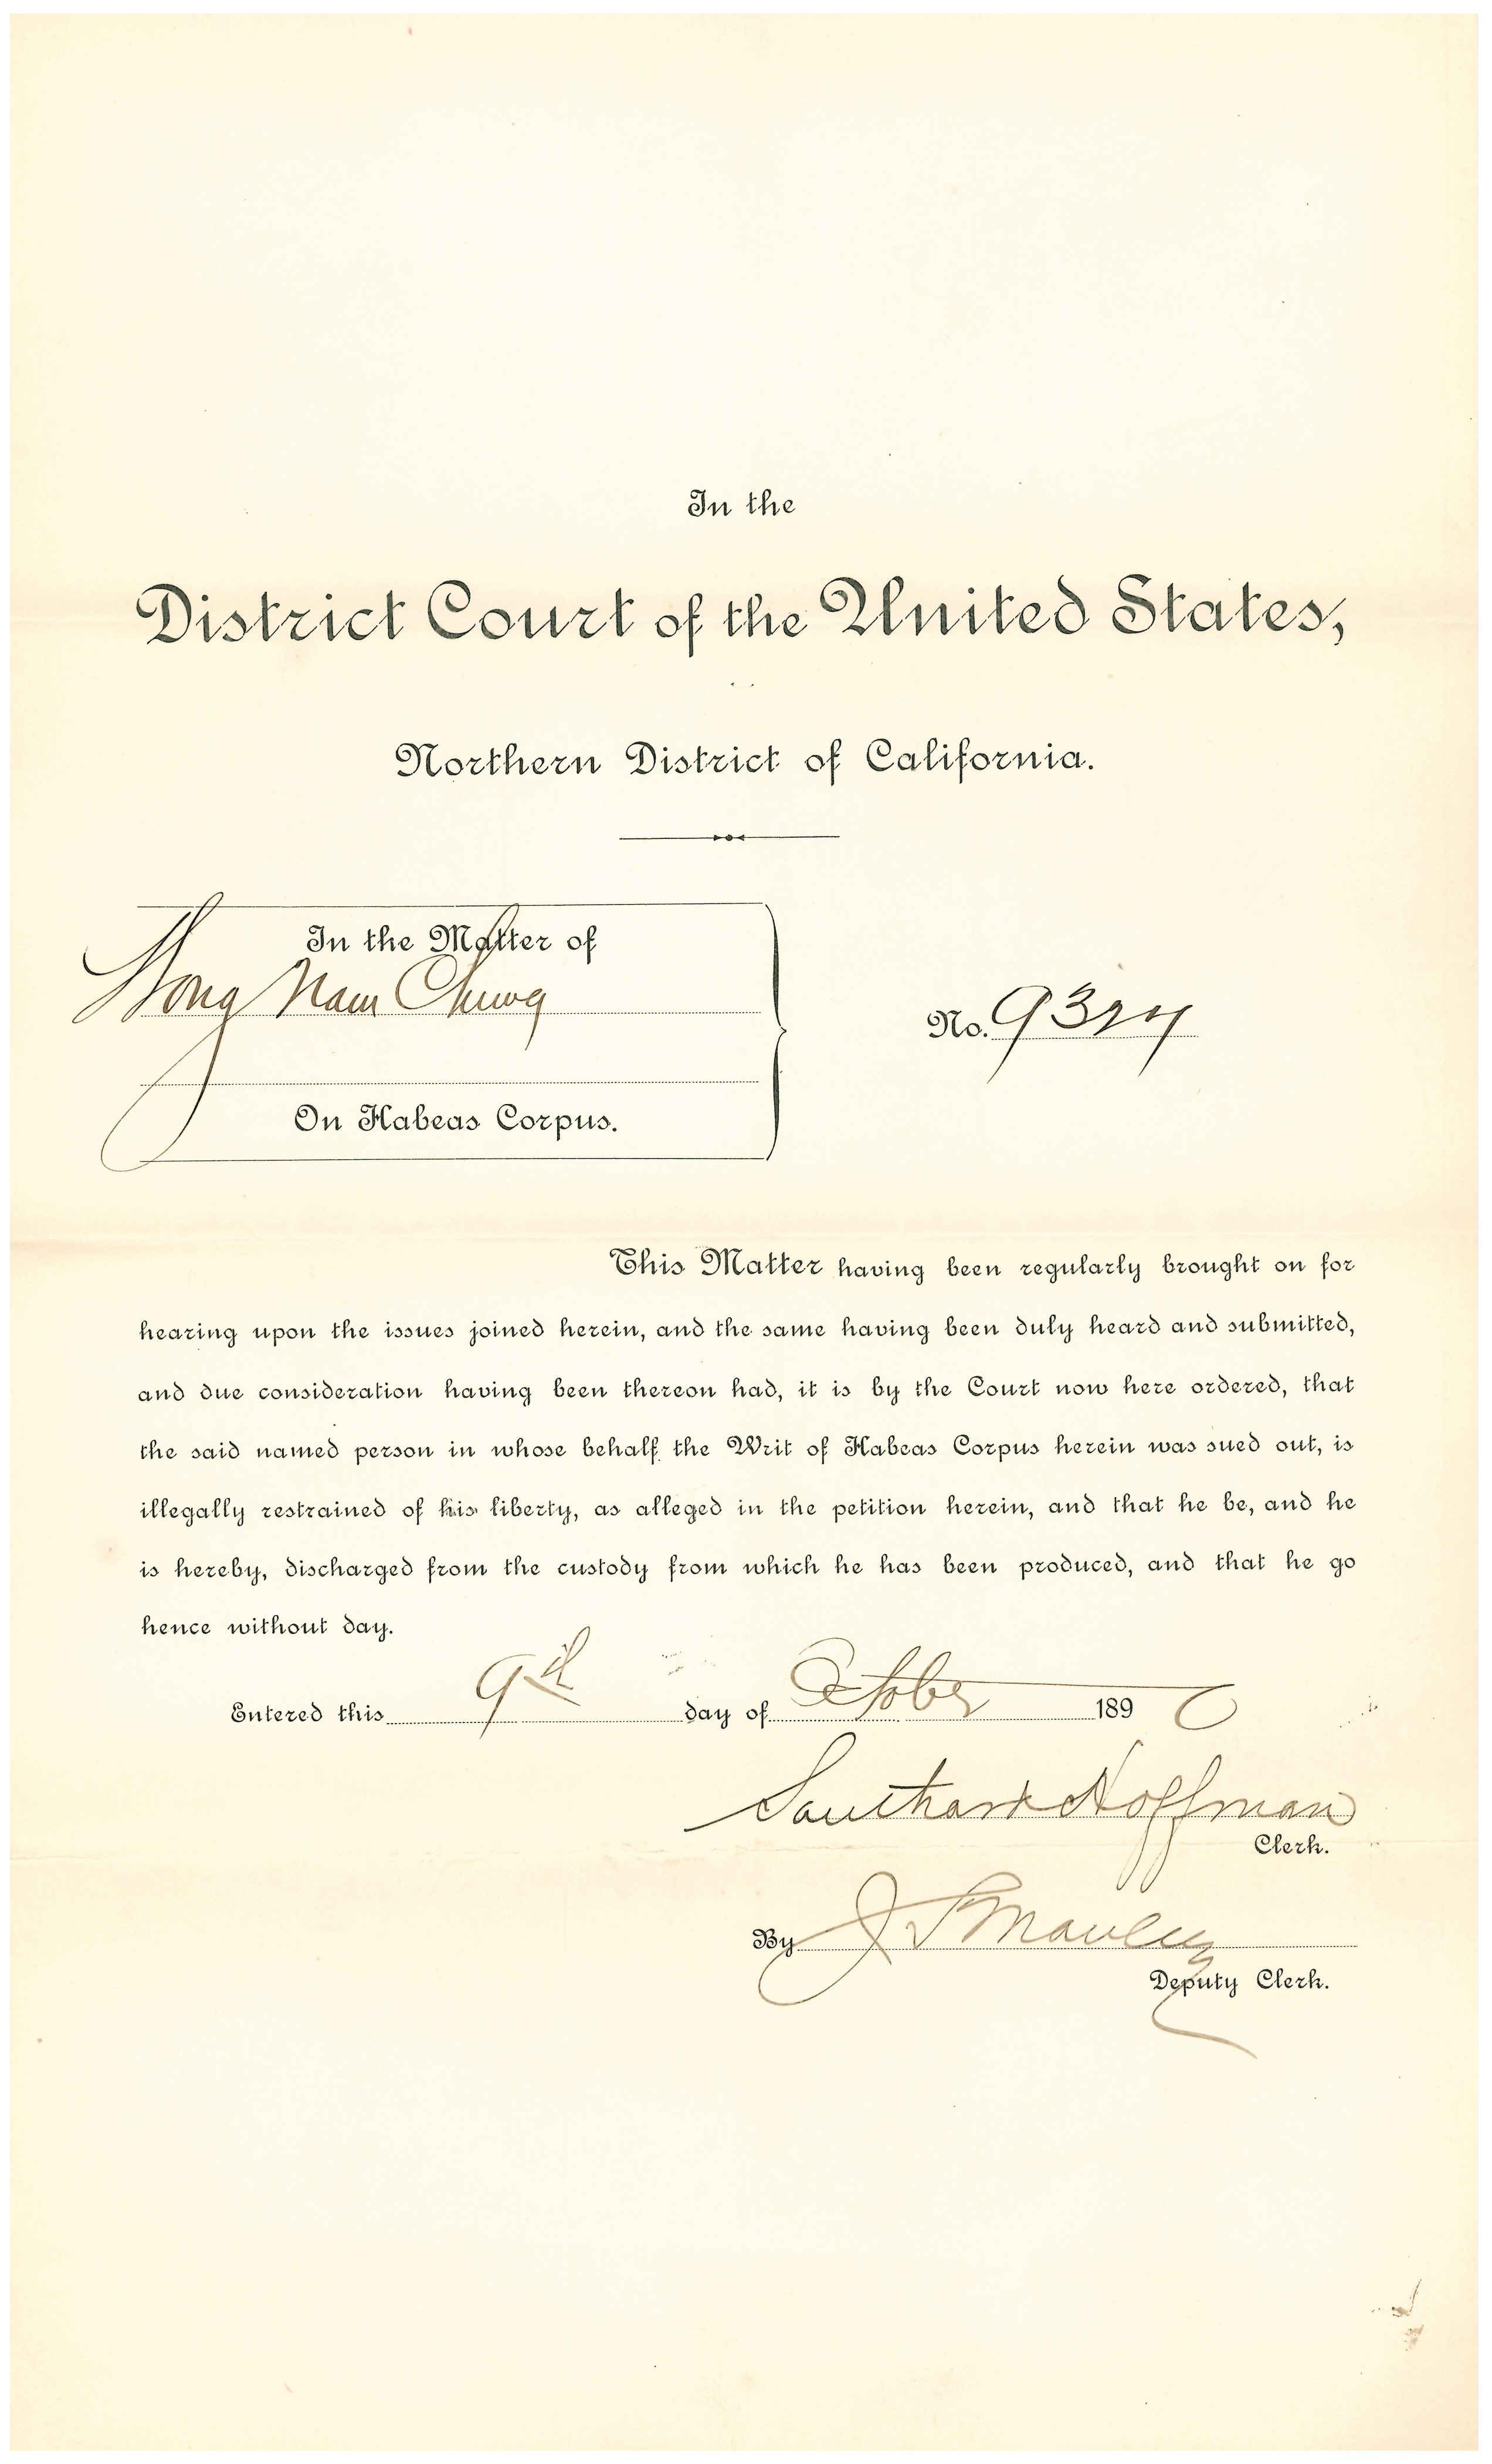 In the
District Court of the United States,
Northern District of California.
In the Matter of
Wong Nam Chung
No. 9374
On Habeas Corpus.
This Matter having been regularly brought on for
hearing upon the issues joined herein, and the same having been duly heard and submitted,
and due consideration having been thereon had, it is by the Court now here ordered, that
the said named person in whose behalf the Writ of Habeas Corpus herein was sued out, is
illegally restrained of his liberty, as alleged in the petition herein, and that he be, and he
is hereby, discharged from the custody from which he has been produced, and that he go
hence without day.
Entered this 9th day of October 1890
Southard Hoffman
Clerk.
By J S Manley
Deputy Clerk.